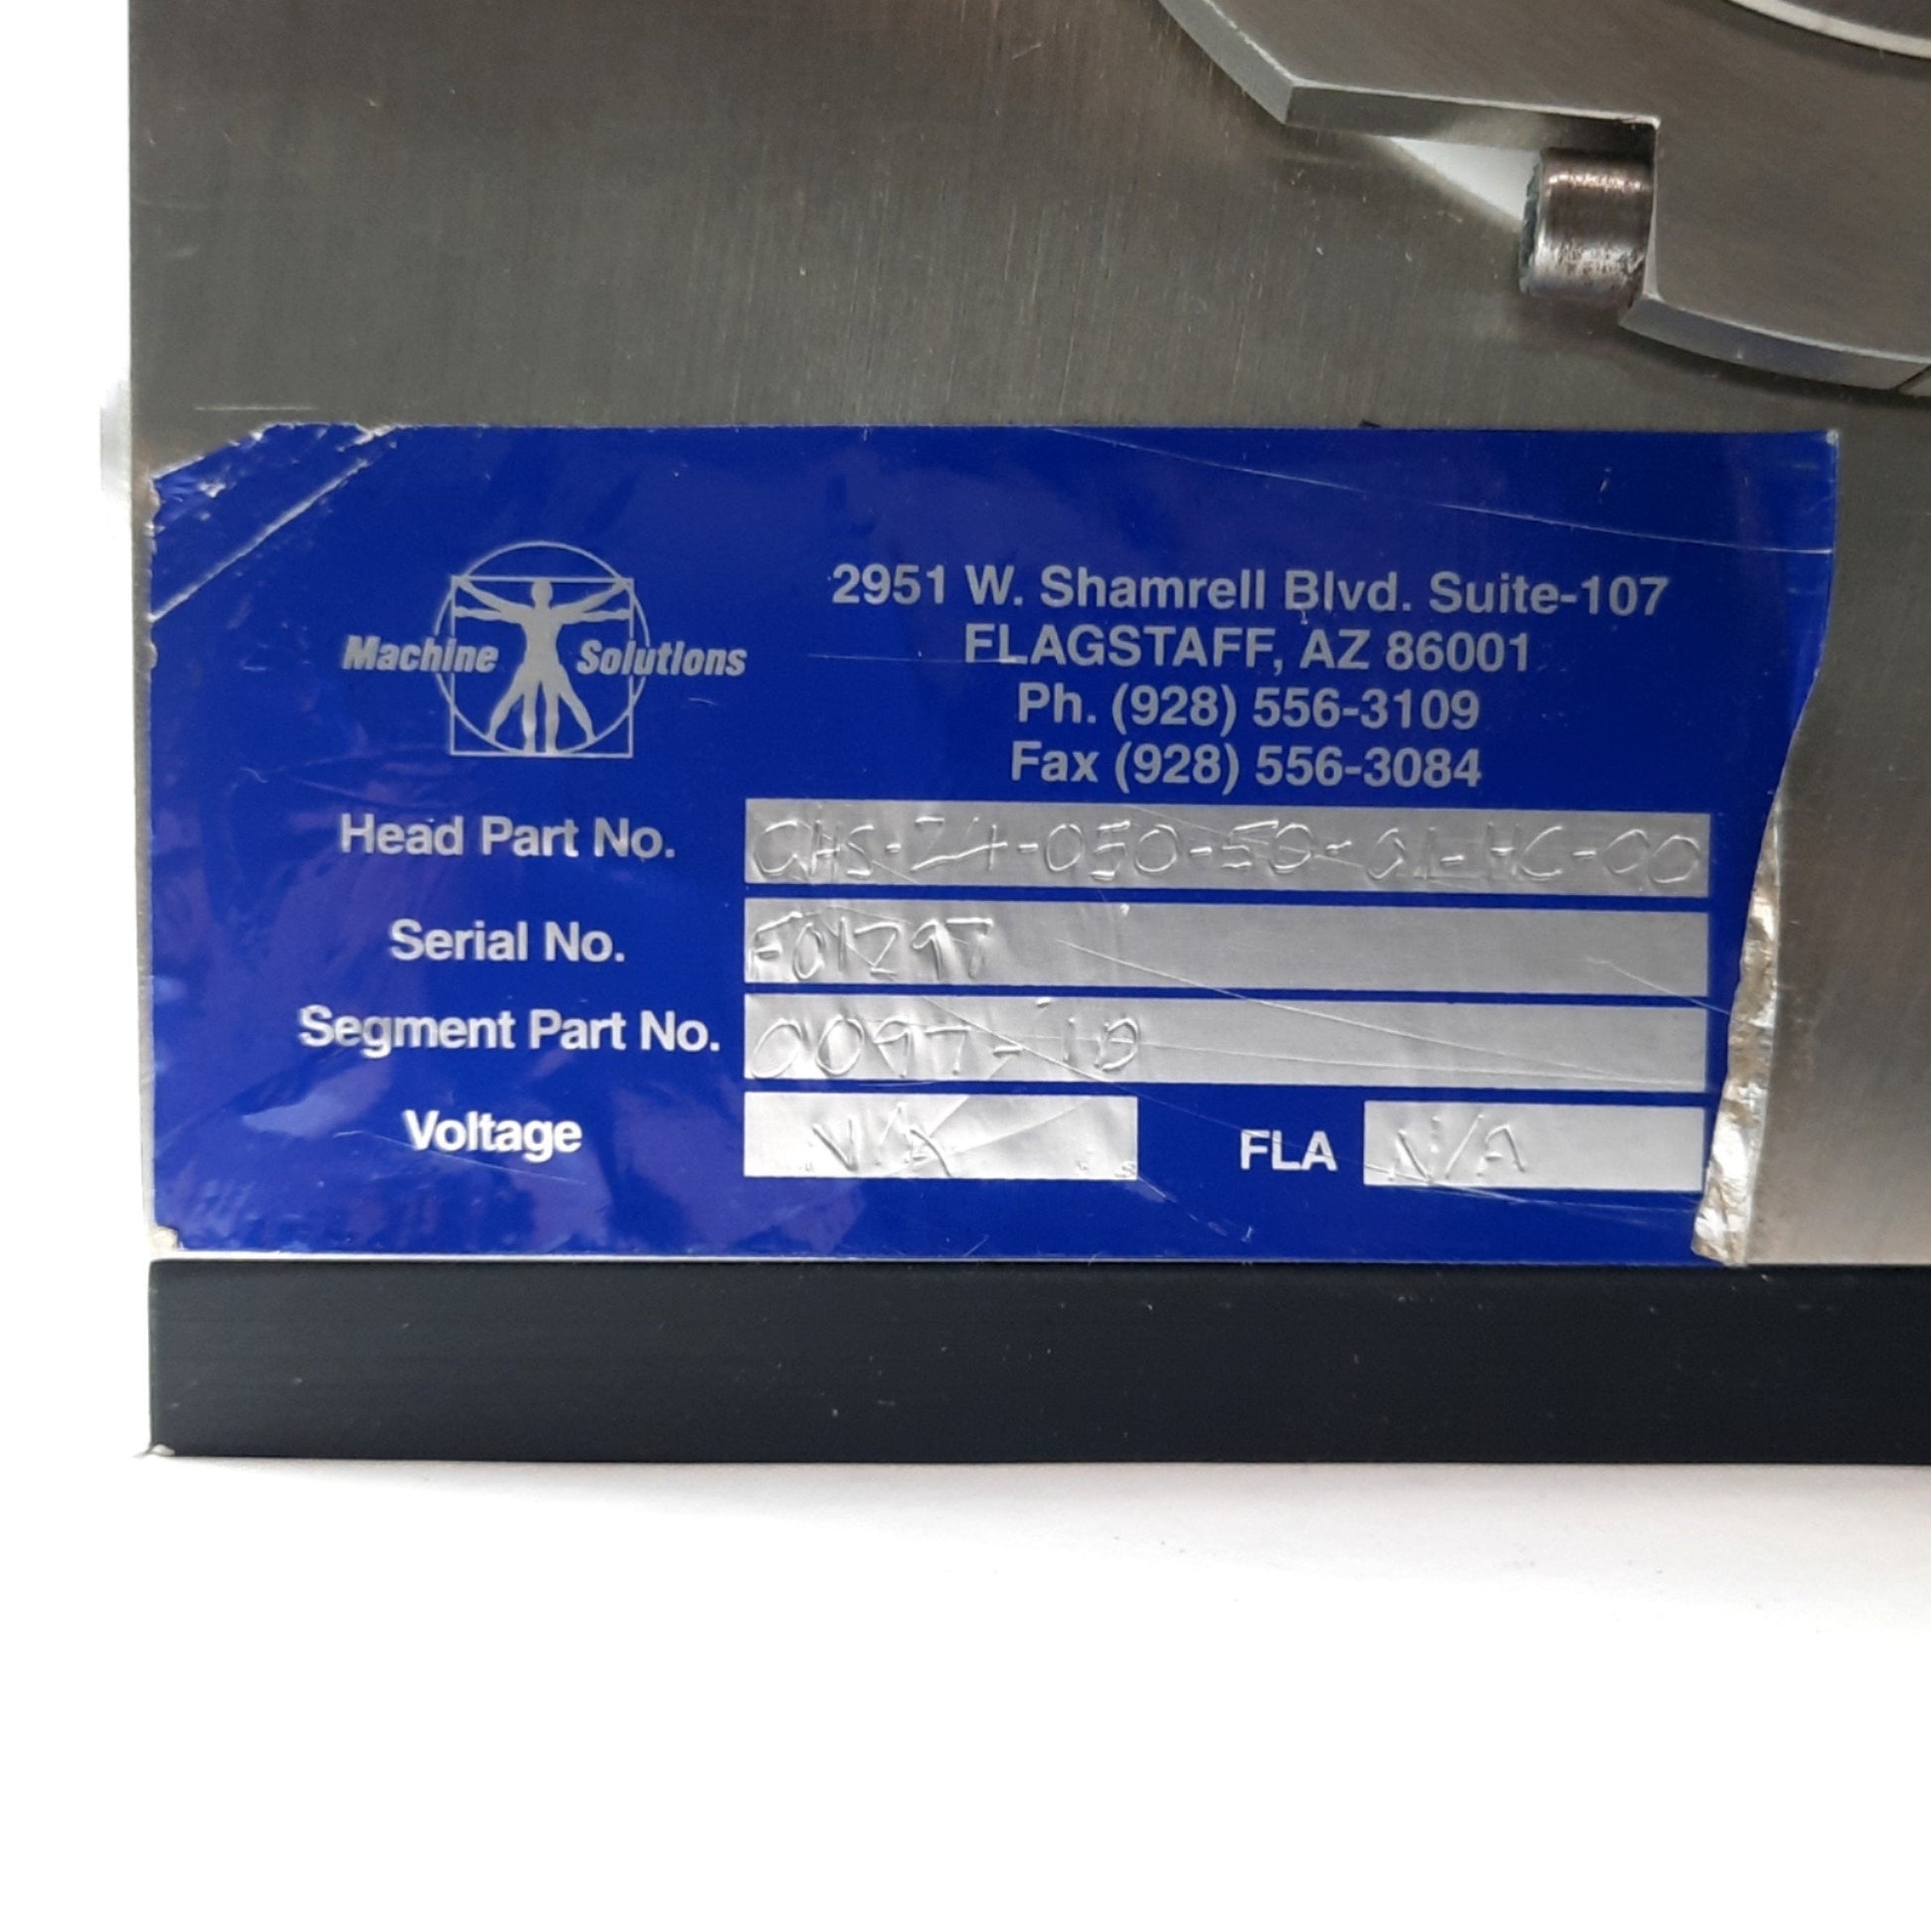 Machine Solutions
2951 W. Shamrell Blvd. Suite-107
FLAGSTAFF, AZ 86001
Ph. (928) 556-3109
Fax (928) 556-3084
Head Part No.
Serial No.
Segment Part No.
Voltage N/A FLA N/A